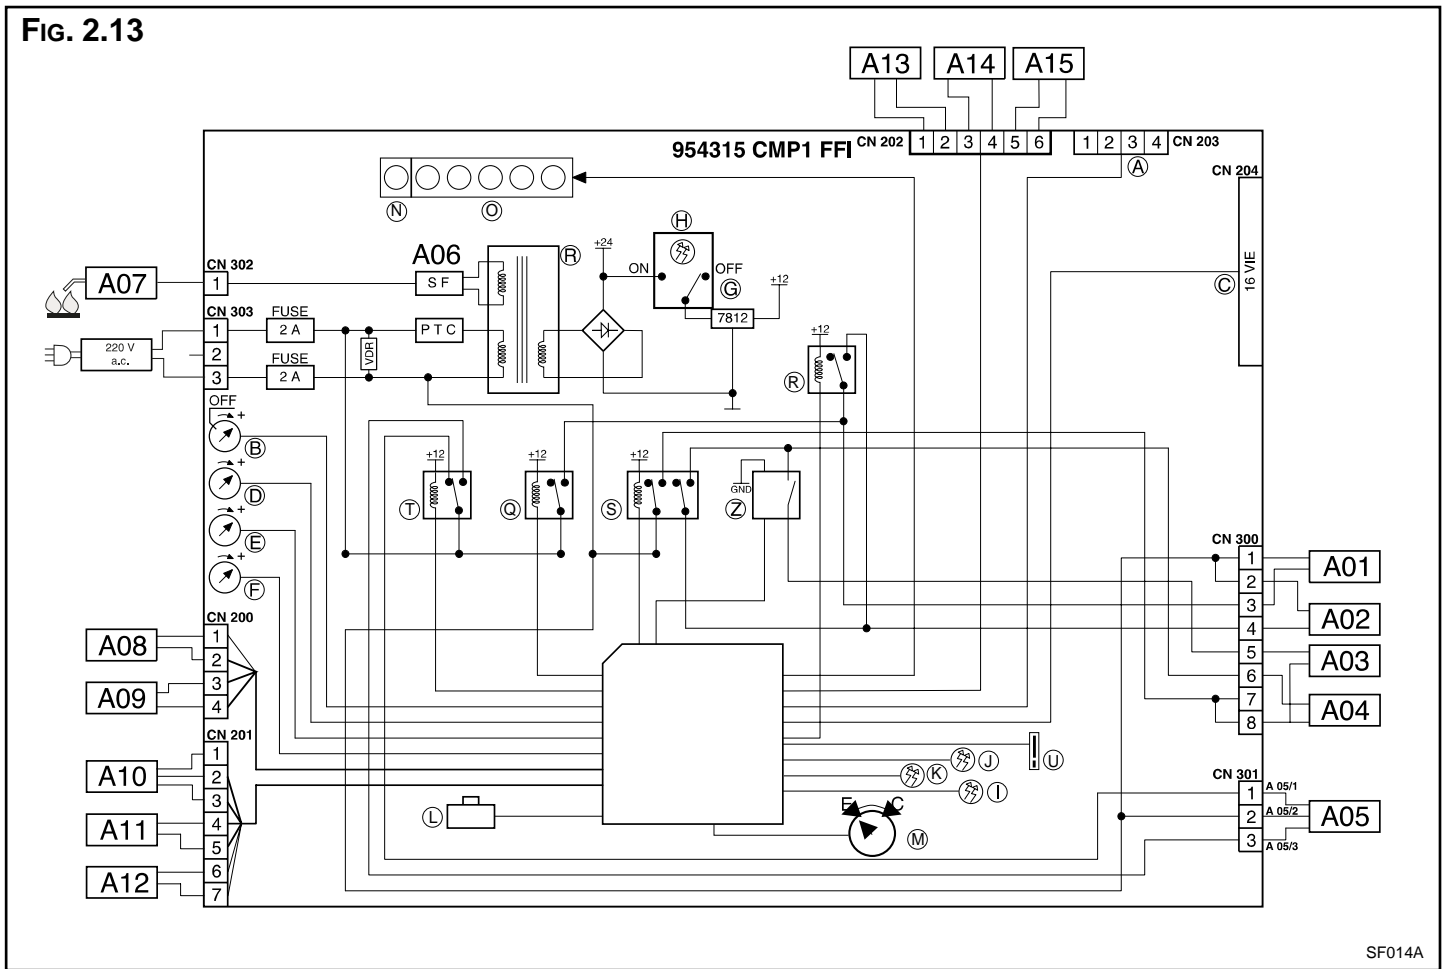 FIG. 2.13
A13 A14 A15
954315 CMP1 FFI
CN 202 1 2 3 4 5 6
1 2 3 4 CN 203
A
CN 204
16 VIE
C
N O
H
ON OFF
G
+24
+12
7812
A06
S F
R
A07
CN 302
1
CN 303
1
2
3
220 V
a.c.
FUSE
2 A
FUSE
2 A
VDR
P T C
+12
R
OFF
+
B
+
D
+
E
+
F
+12
T
+12
Q
+12
S
GND
Z
CN 200
1
2
3
4
A08
A09
CN 201
1
2
3
4
5
6
7
A10
A11
A12
L
E C
M
K
J
I
U
CN 300
1
2
3
4
5
6
7
8
A01
A02
A03
A04
CN 301
1
2
3
A 05/1
A 05/2
A 05/3
A05
SF014A